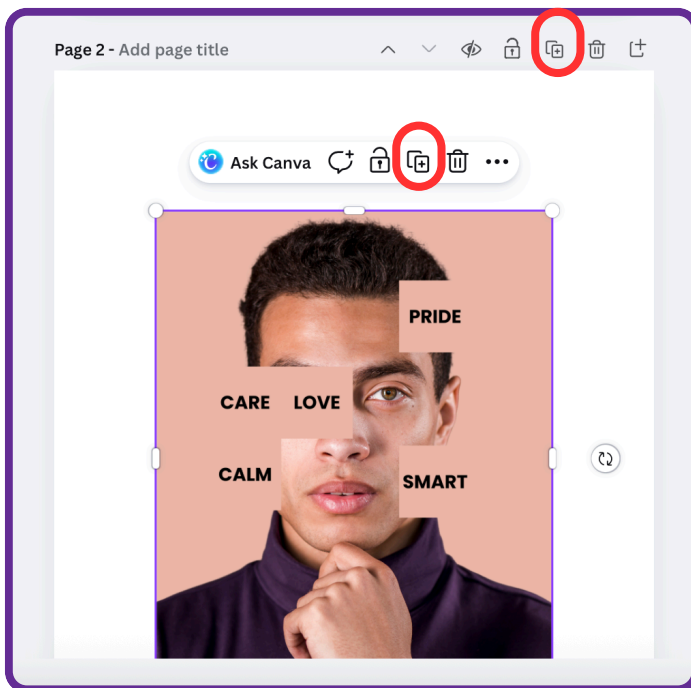 Page 2 - Add page title
Ask Canva
PRIDE
CARE LOVE
CALM
SMART